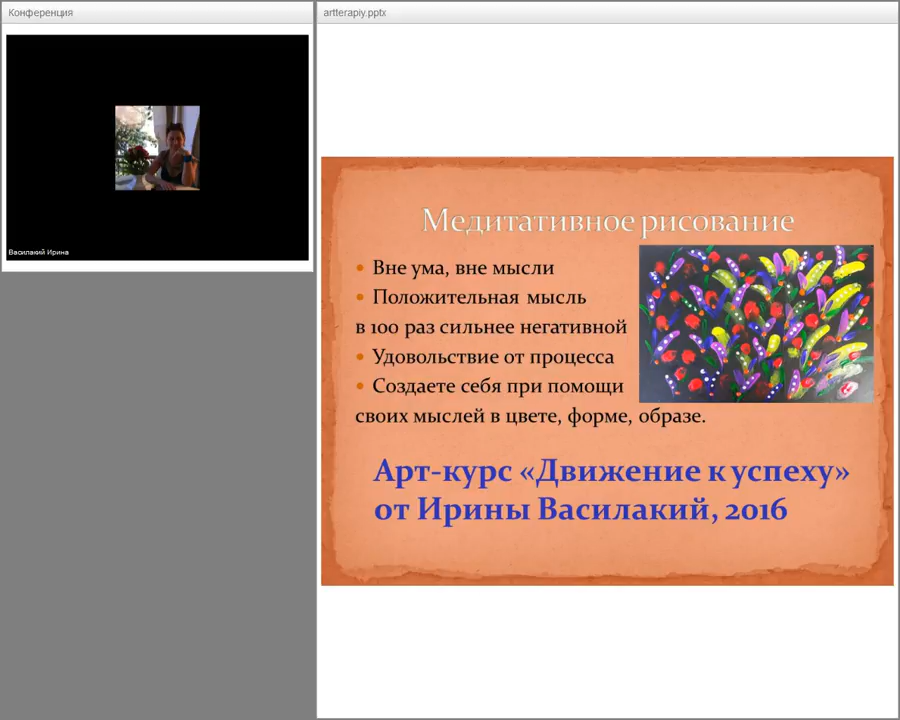 Конференция
artterapiy.pptx
Василакий Ирина
Медитативное рисование
• Вне ума, вне мысли
• Положительная мысль
в 100 раз сильнее негативной
• Удовольствие от процесса
• Создаете себя при помощи
своих мыслей в цвете, форме, образе.
Арт-курс «Движение к успеху»
от Ирины Василакий, 2016